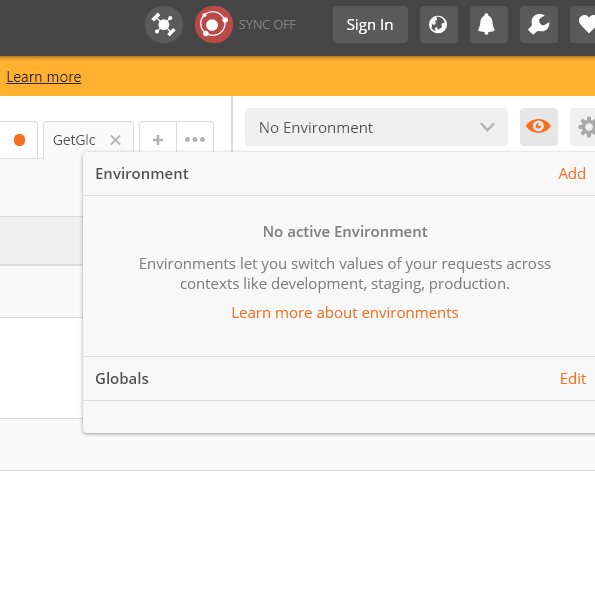 SYNC OFF
Sign In
Learn more
GetGlo
No Environment
Environment
Add
No active Environment
Environments let you switch values of your requests across
contexts like development, staging, production.
Learn more about environments
Globals
Edit